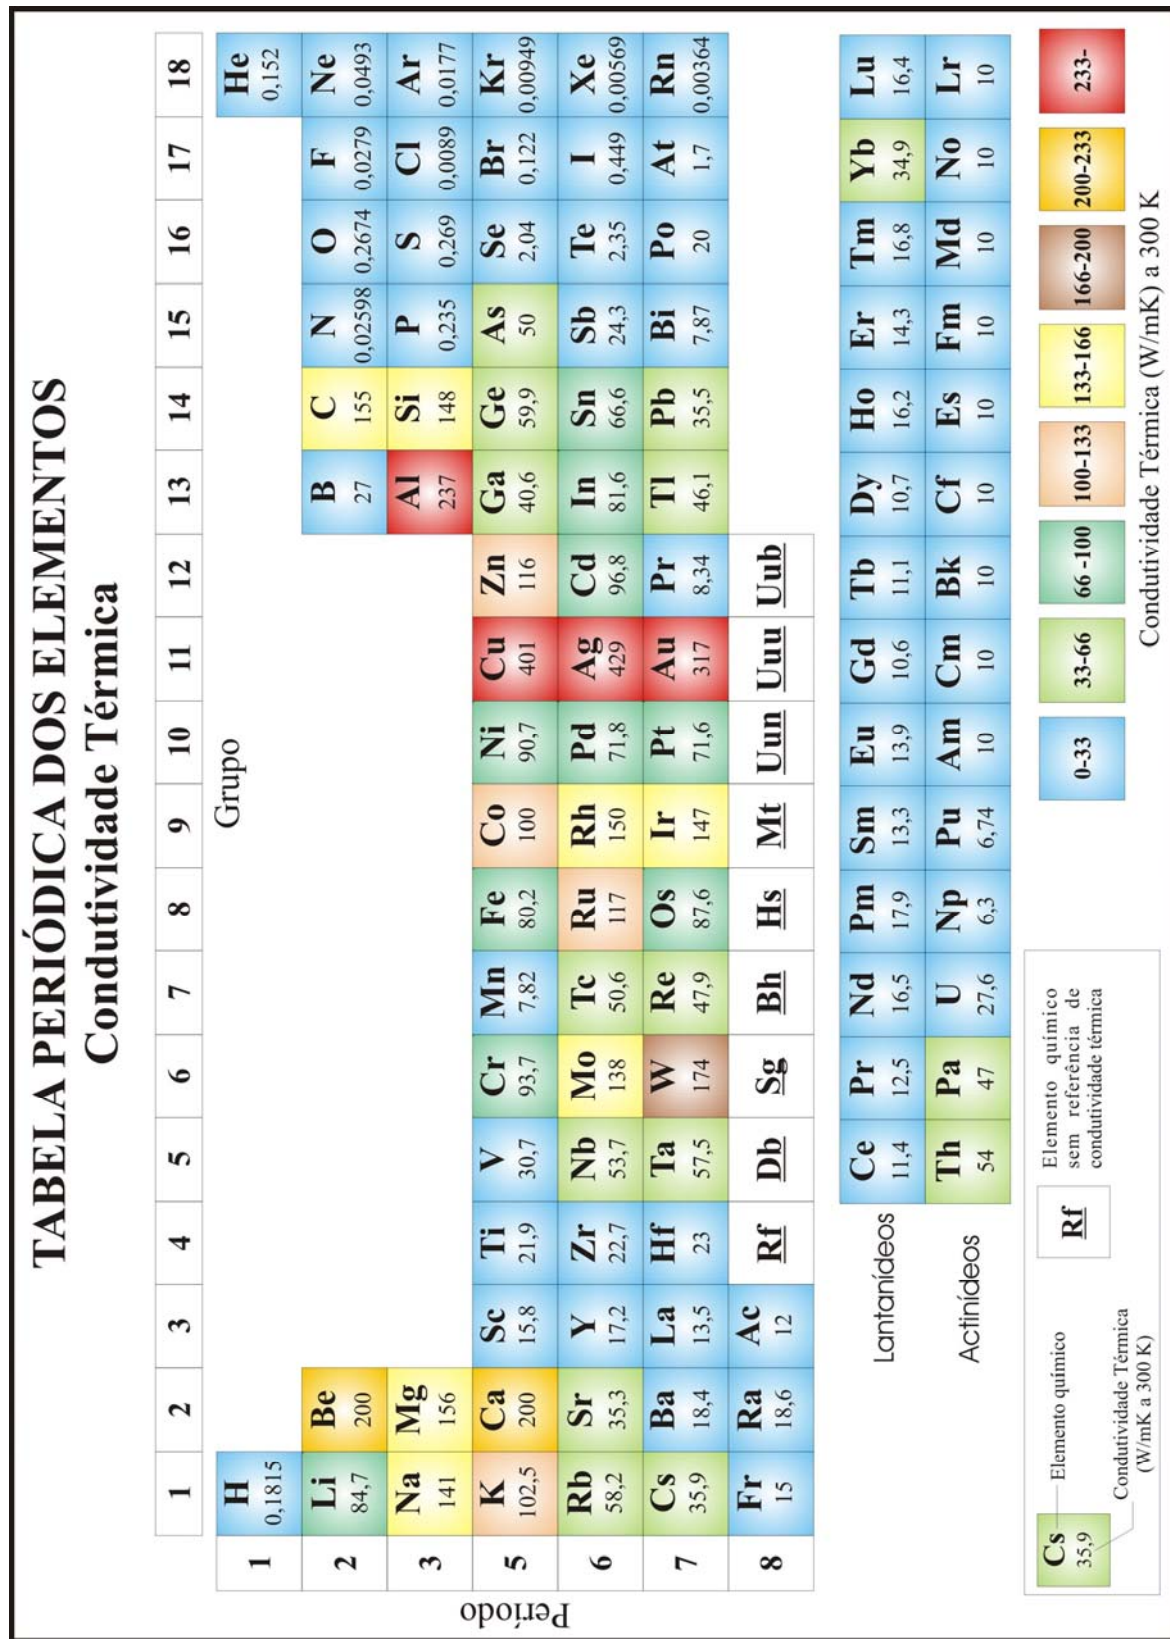 TABELA PERIÓDICA DOS ELEMENTOS
Condutividade Térmica
1 2 3 4 5 6 7 8 9 10 11 12 13 14 15 16 17 18
Grupo
Período
1
H He
0,1815 0,152
2
Li Be B C N O F Ne
84,7 200 27 155 0,02598 0,2674 0,0279 0,0493
3
Na Mg Al Si P S Cl Ar
141 156 237 148 0,235 0,269 0,0089 0,0177
5
K Ca Sc Ti V Cr Mn Fe Co Ni Cu Zn Ga Ge As Se Br Kr
102,5 200 15,8 21,9 30,7 93,7 7,82 80,2 100 90,7 401 116 40,6 59,9 50 2,04 0,122 0,00949
6
Rb Sr Y Zr Nb Mo Tc Ru Rh Pd Ag Cd In Sn Sb Te I Xe
58,2 35,3 17,2 22,7 53,7 138 50,6 117 150 71,8 429 96,8 81,6 66,6 24,3 2,35 0,449 0,00569
7
Cs Ba La Hf Ta W Re Os Ir Pt Au Pr Tl Pb Bi Po At Rn
35,9 18,4 13,5 23 57,5 174 47,9 87,6 147 71,6 317 8,34 46,1 35,5 7,87 20 1,7 0,00364
8
Fr Ra Ac Rf Db Sg Bh Hs Mt Uun Uuu Uub
15 18,6 12
Lantanídeos
Ce Pr Nd Pm Sm Eu Gd Tb Dy Ho Er Tm Yb Lu
11,4 12,5 16,5 17,9 13,3 13,9 10,6 11,1 10,7 16,2 14,3 16,8 34,9 16,4
Actinídeos
Th Pa U Np Pu Am Cm Bk Cf Es Fm Md No Lr
54 47 27,6 6,3 6,74 10 10 10 10 10 10 10 10 10
Cs
35,9
Elemento químico
Condutividade Térmica
(W/mK a 300 K)
Rf
Elemento químico
sem referência de
condutividade térmica
0-33 33-66 66 -100 100-133 133-166 166-200 200-233 233-
Condutividade Térmica (W/mK) a 300 K